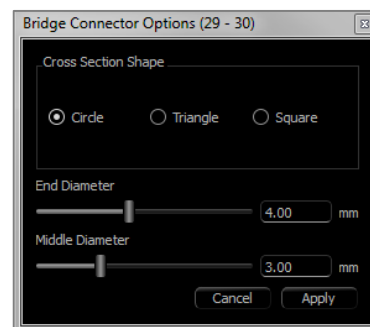 Bridge Connector Options (29 - 30)
Cross Section Shape
Circle Triangle Square
End Diameter
4.00 mm
Middle Diameter
3.00 mm
Cancel Apply